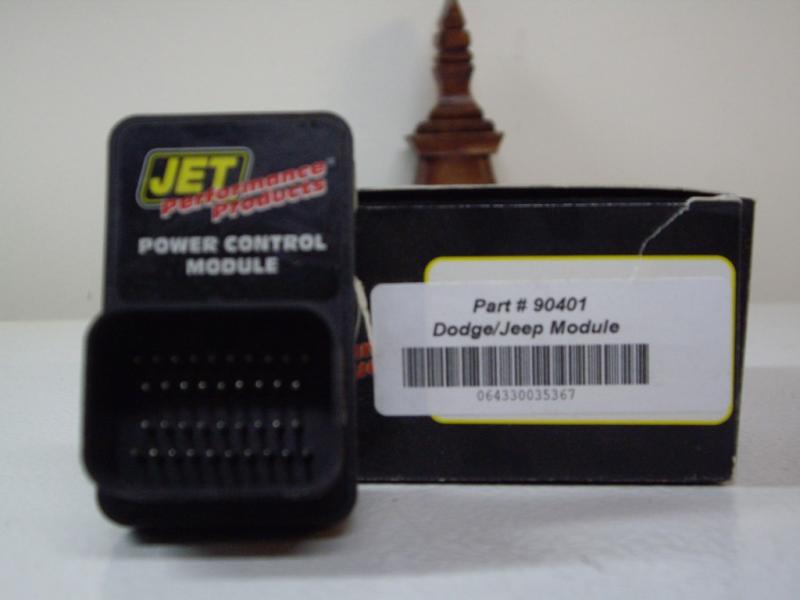 JET
Performance
Products
POWER CONTROL
MODULE
Part # 90401
Dodge/Jeep Module
064330035367